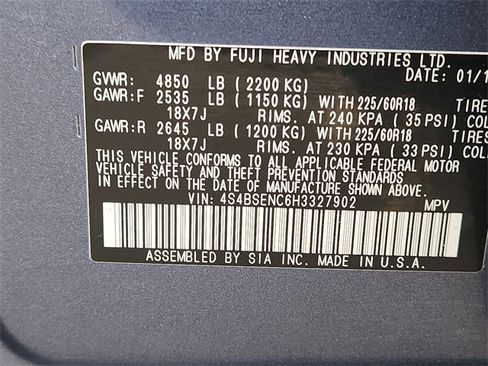 MFD BY FUJI HEAVY INDUSTRIES LTD.
DATE: 01/1
GVWR: 4850 LB ( 2200 KG)
GAWR:F 2535 LB ( 1150 KG) WITH 225/60R18 TIRE
18X7J RIMS. AT 240 KPA ( 35 PSI) COL
GAWR:R 2645 LB ( 1200 KG) WITH 225/60R18 TIRES
18X7J RIMS. AT 230 KPA ( 33 PSI) COL
THIS VEHICLE CONFORMS TO ALL APPLICABLE FEDERAL MOTOR
VEHICLE SAFETY AND THEFT PREVENTION STANDARDS
IN EFFECT ON THE DATE OF MANUFACTURE SHOWN ABOVE.
VIN: 4S4BSENC6H3327902 MPV
ASSEMBLED BY SIA INC. MADE IN U.S.A.